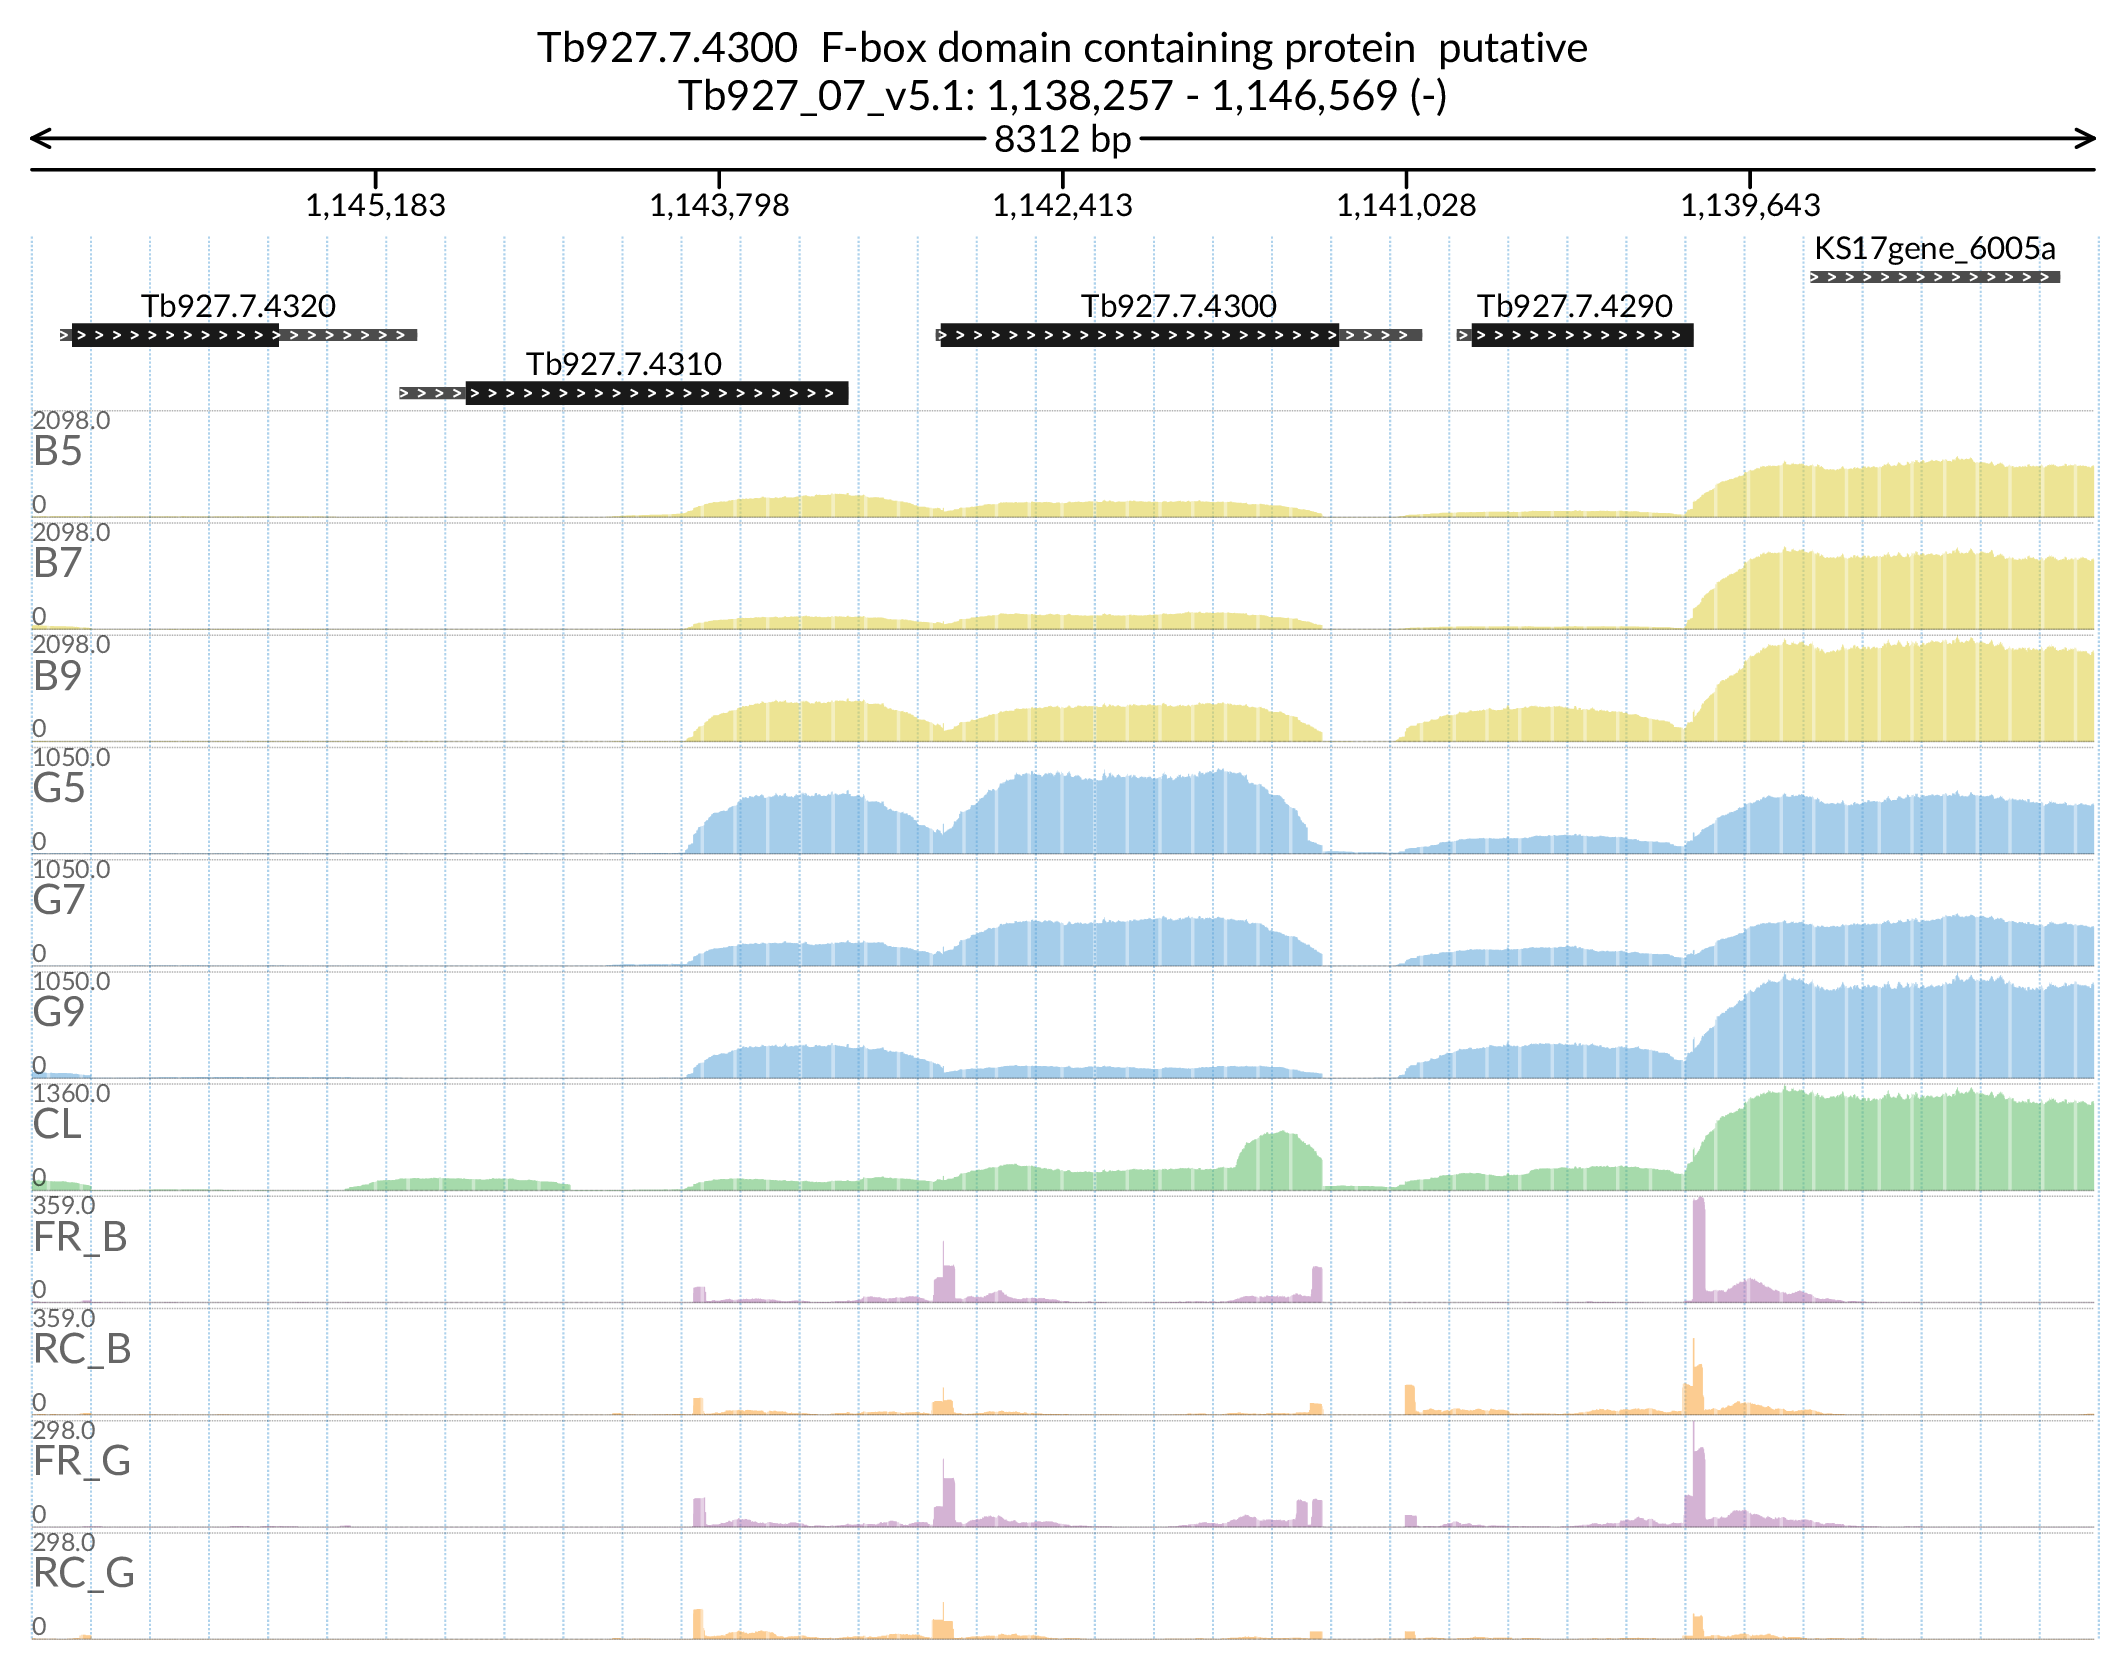 Tb927.7.4300 F-box domain containing protein putative
Tb927_07_v5.1: 1,138,257 - 1,146,569 (-)
8312 bp
1,145,183 1,143,798 1,142,413 1,141,028 1,139,643
KS17gene_6005a
Tb927.7.4320 Tb927.7.4300 Tb927.7.4290
Tb927.7.4310
2098.0
B5
0
2098.0
B7
0
2098.0
B9
0
1050.0
G5
0
1050.0
G7
0
1050.0
G9
0
1360.0
CL
0
359.0
FR_B
0
359.0
RC_B
0
298.0
FR_G
0
298.0
RC_G
0